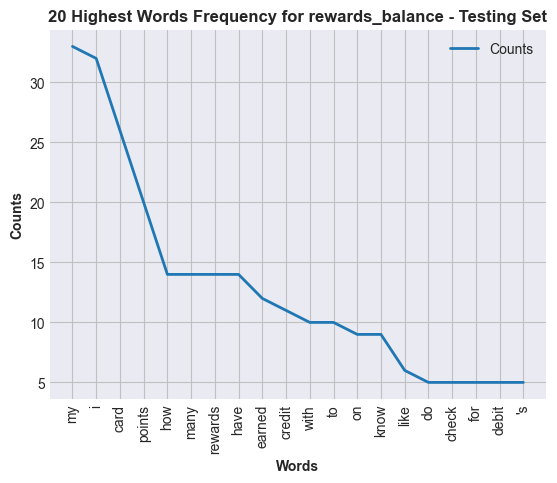 20 Highest Words Frequency for rewards_balance - Testing Set
Counts
30
25
20
15
10
5
Counts
my
i
card
points
how
many
rewards
have
earned
credit
with
to
on
know
like
do
check
for
debit
's
Words